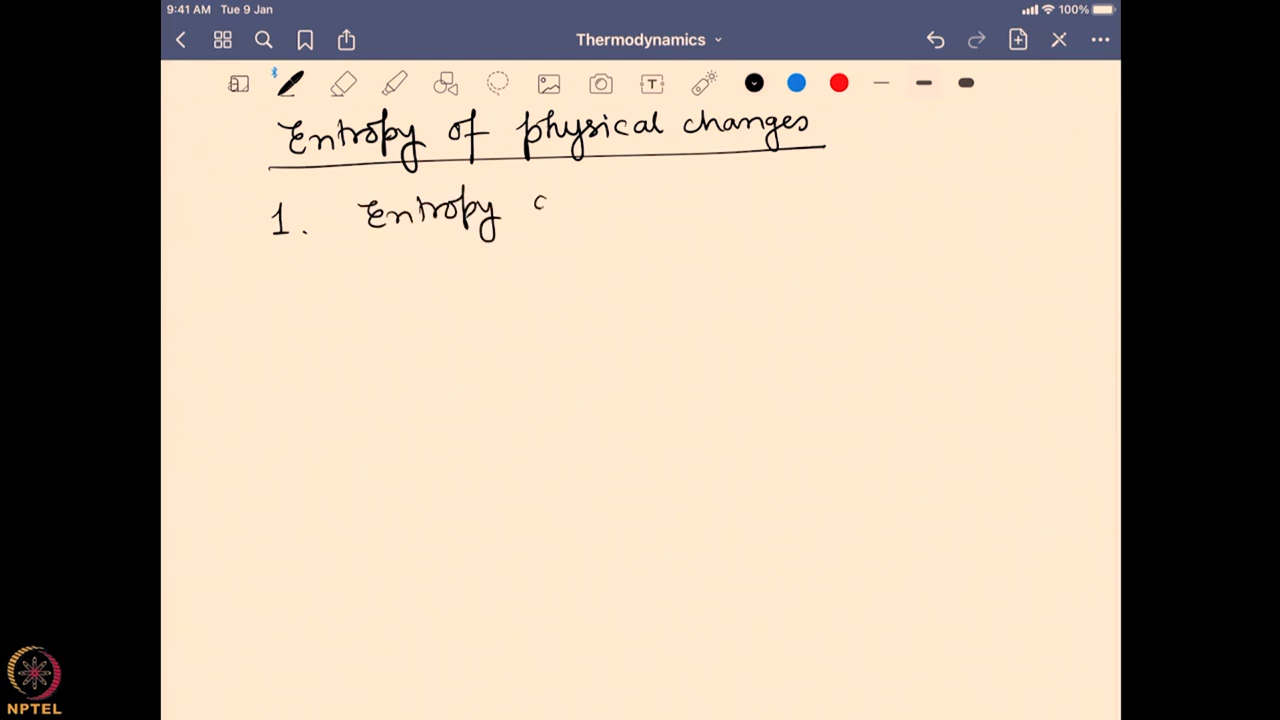 9:41 AM Tue 9 Jan
100%
Thermodynamics
T
Entropy of physical changes
1. Entropy
NPTEL